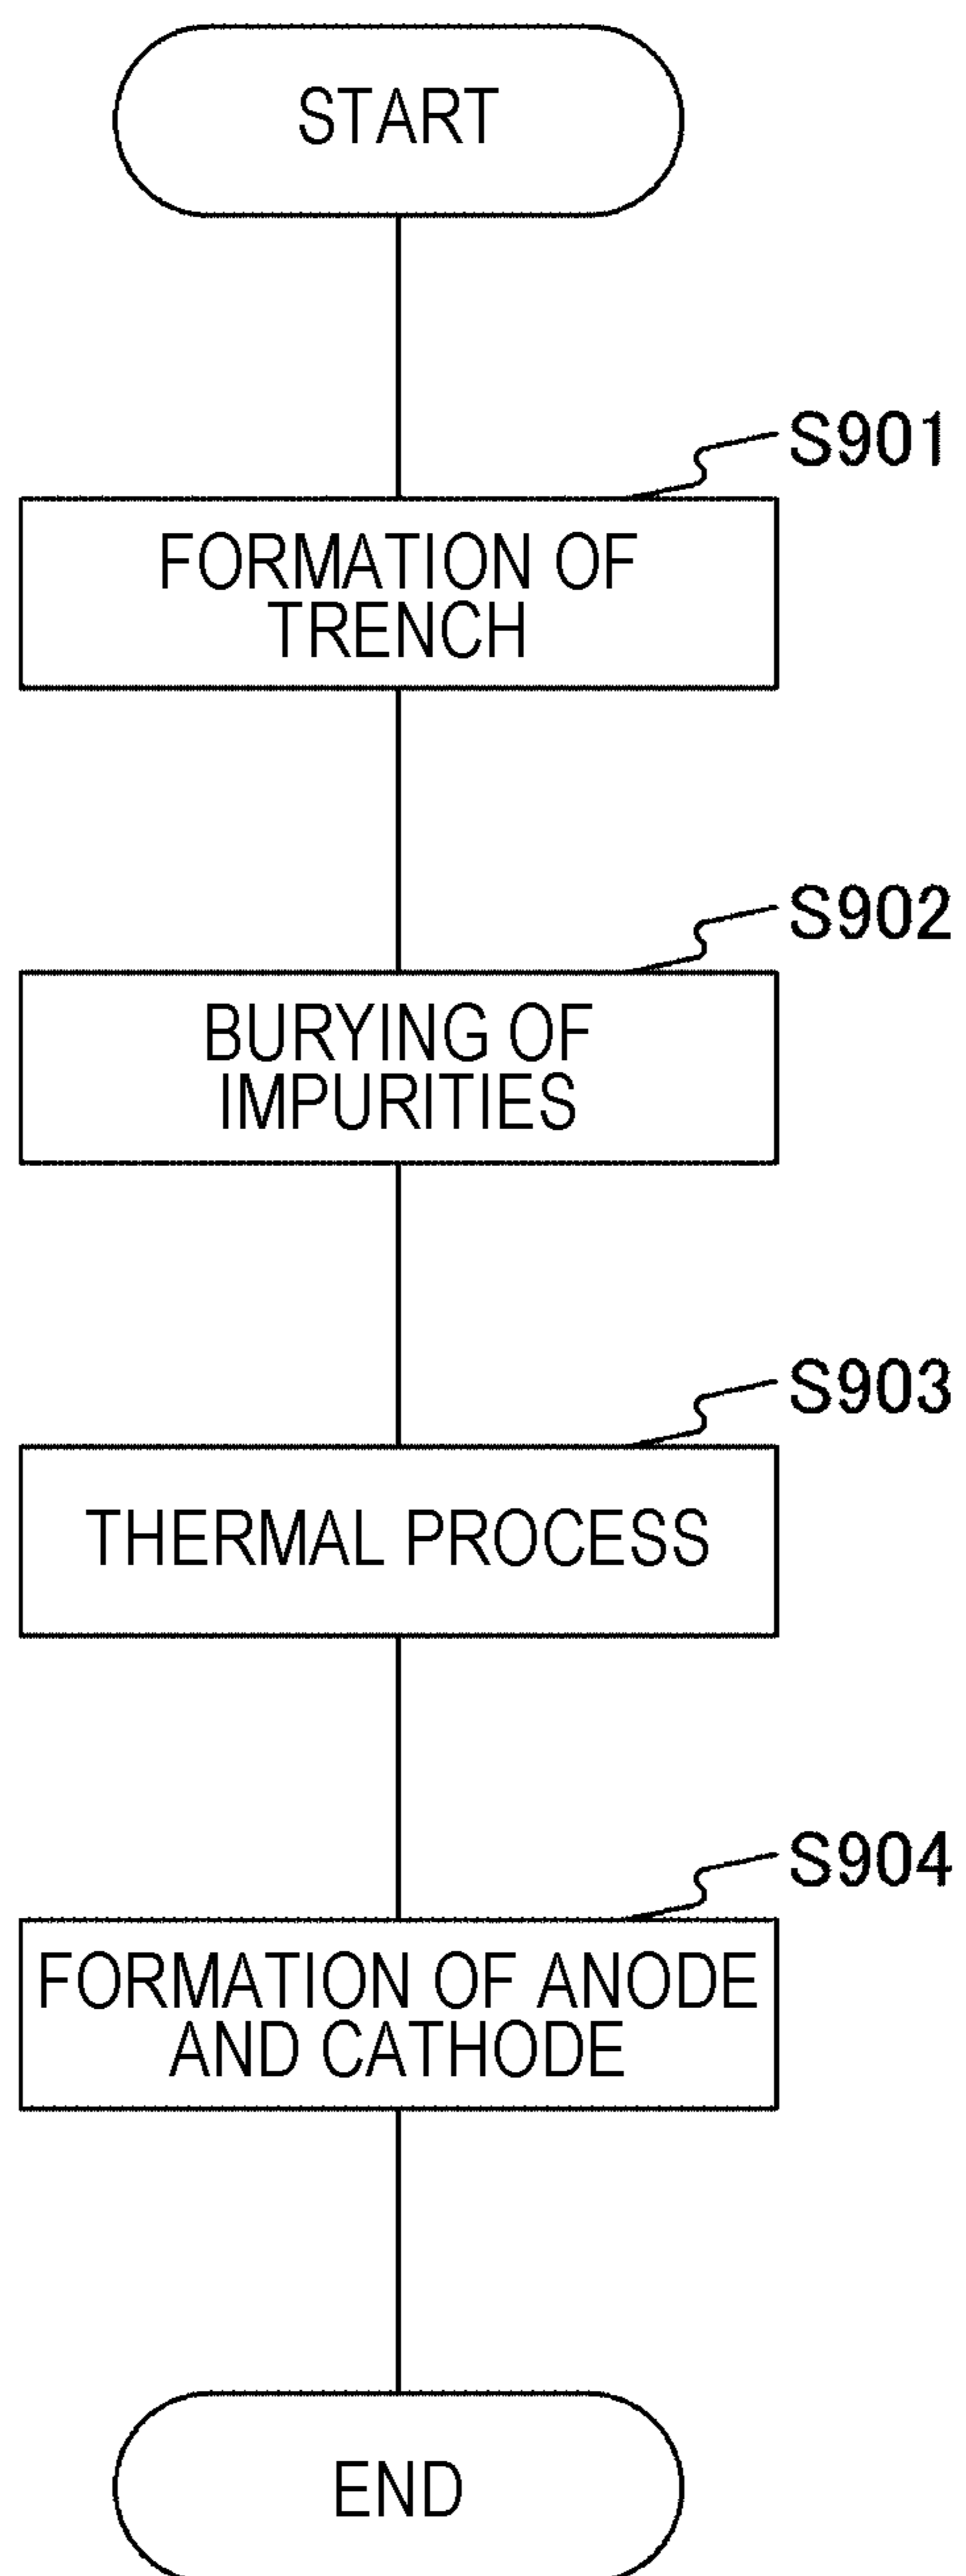 START
S901
FORMATION OF
TRENCH
S902
BURYING OF
IMPURITIES
S903
THERMAL PROCESS
S904
FORMATION OF ANODE
AND CATHODE
END